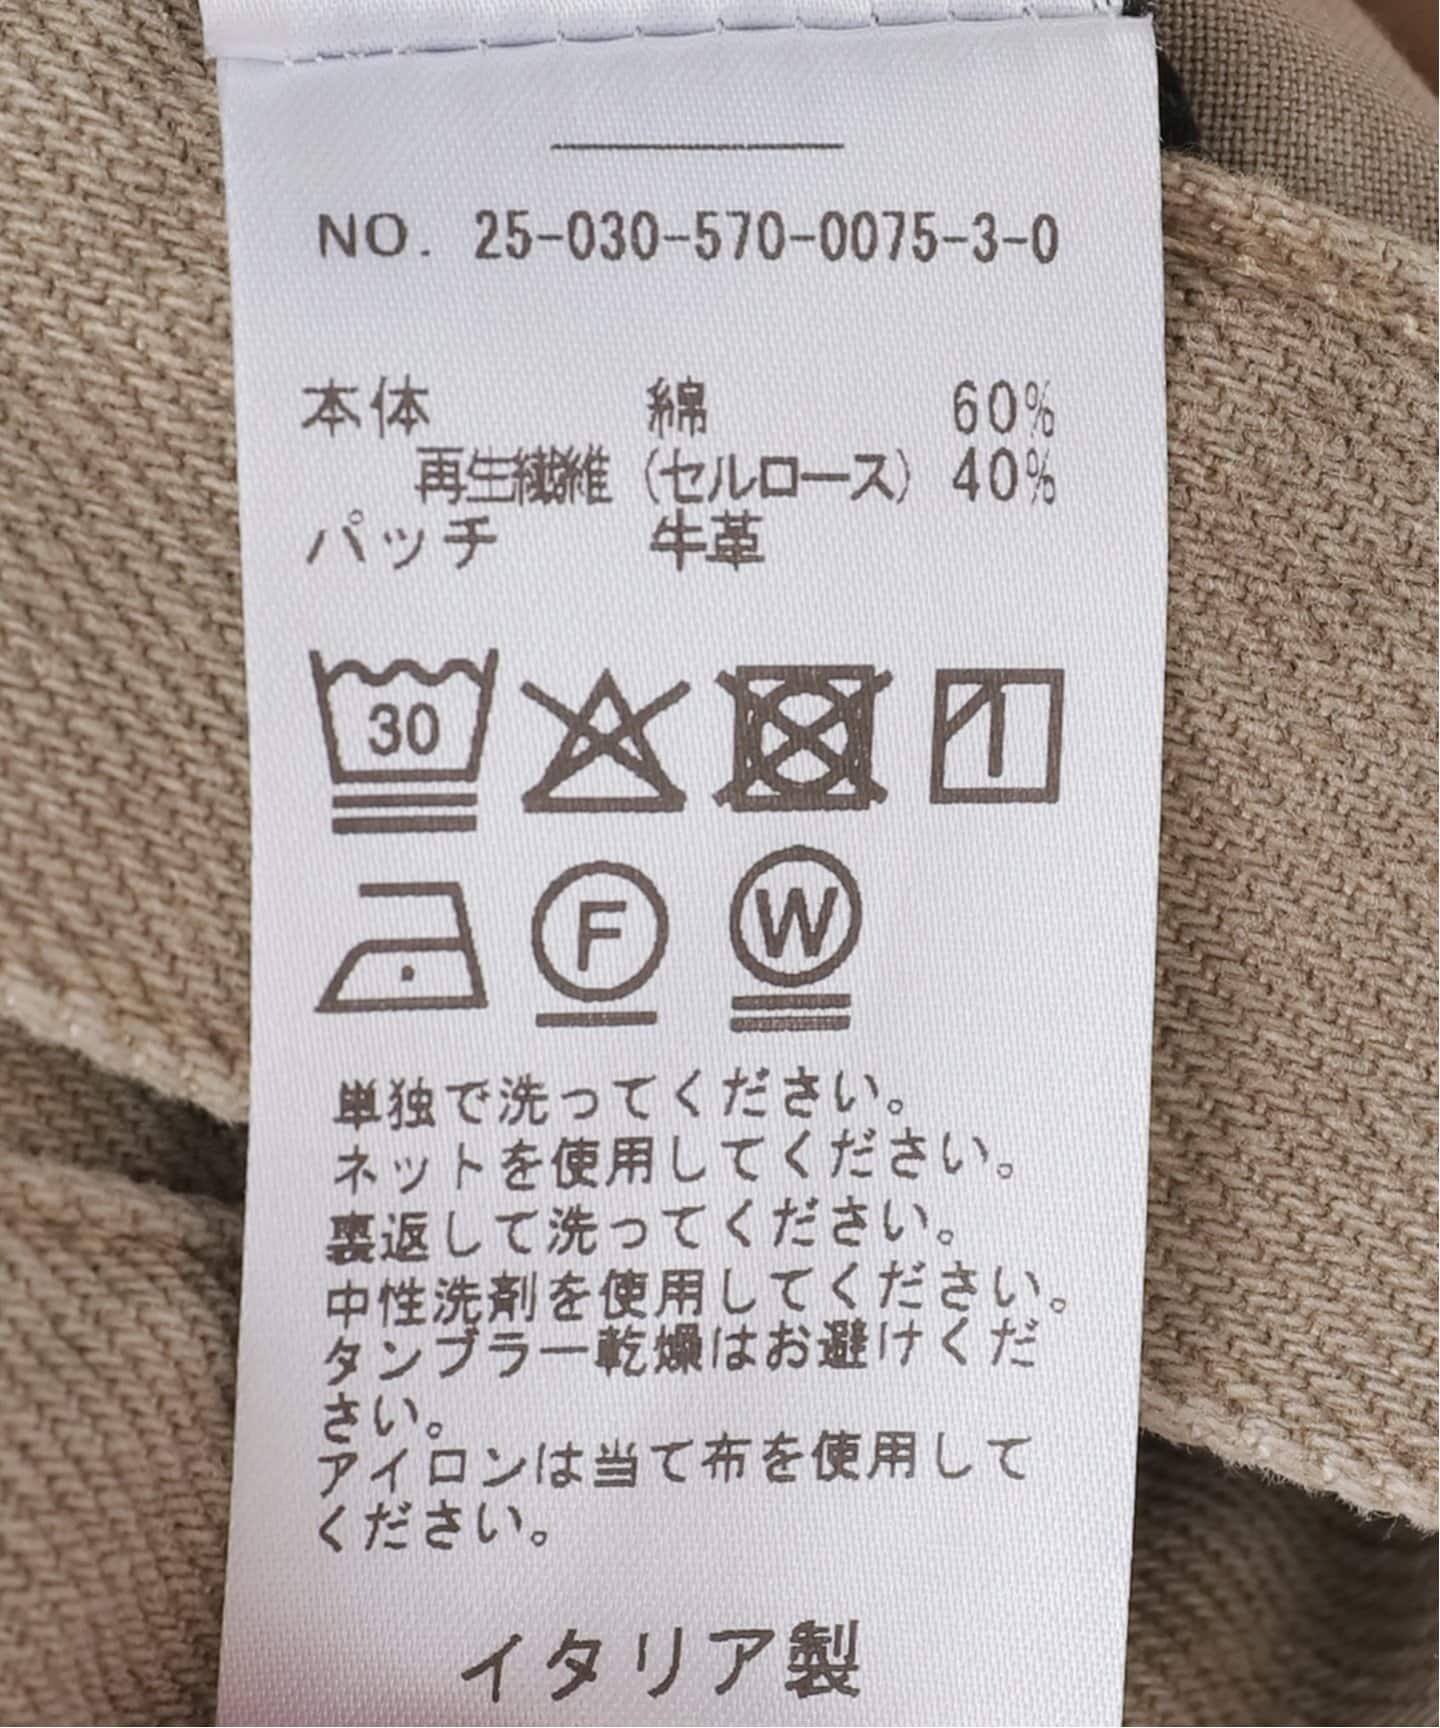 NO. 25-030-570-0075-3-0
本体 綿 60%
再生繊維 (セルロース) 40%
パッチ 牛革
30
F W
単独で洗ってください。
ネットを使用してください。
裏返して洗ってください。
中性洗剤を使用してください。
タンブラー乾燥はお避けくだ
さい。
アイロンは当て布を使用して
ください。
イタリア製